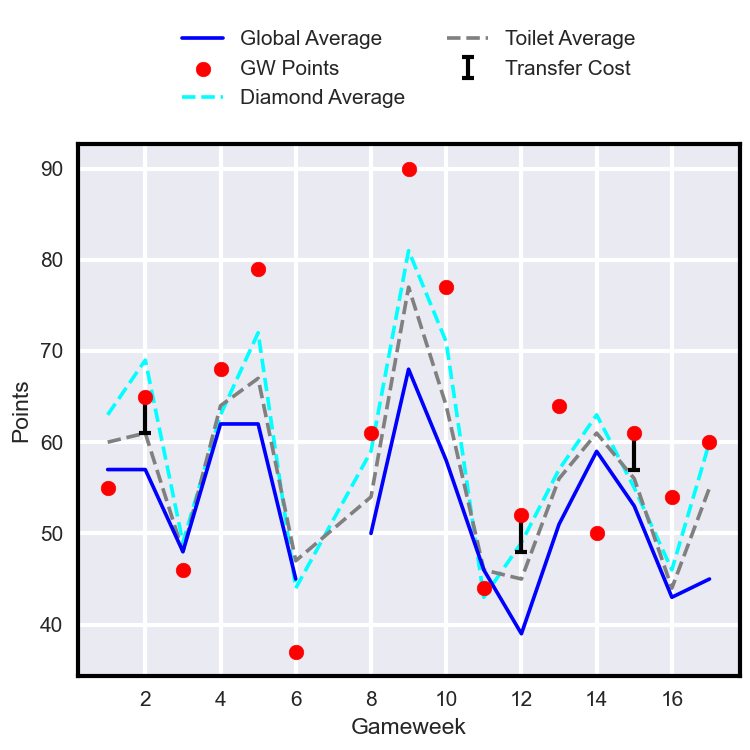 Global Average
GW Points
Diamond Average
Toilet Average
Transfer Cost
90
80
70
60
50
40
Points
2 4 6 8 10 12 14 16
Gameweek